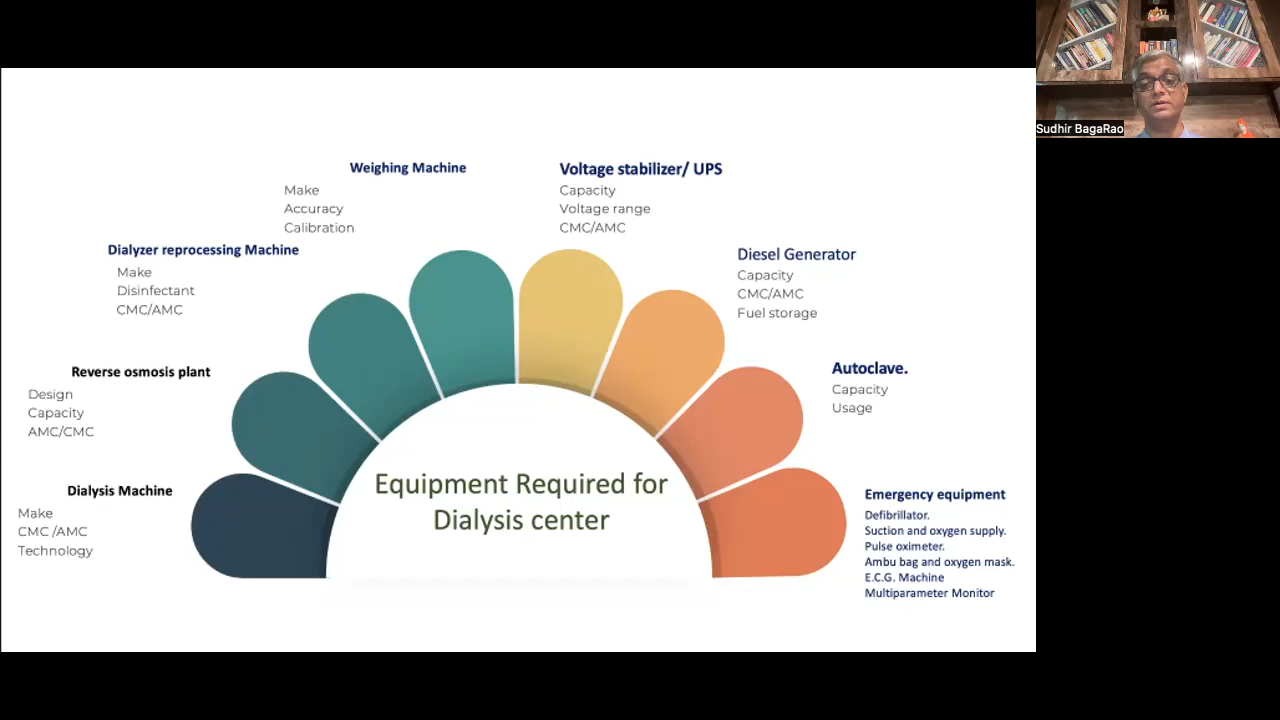 Sudhir BagaRao
Weighing Machine
Make
Accuracy
Calibration
Voltage stabilizer/ UPS
Capacity
Voltage range
CMC/AMC
Dialyzer reprocessing Machine
Make
Disinfectant
CMC/AMC
Diesel Generator
Capacity
CMC/AMC
Fuel storage
Reverse osmosis plant
Design
Capacity
AMC/CMC
Autoclave.
Capacity
Usage
Dialysis Machine
Make
CMC /AMC
Technology
Equipment Required for
Dialysis center
Emergency equipment
Defibrillator.
Suction and oxygen supply.
Pulse oximeter.
Ambu bag and oxygen mask.
E.C.G. Machine
Multiparameter Monitor